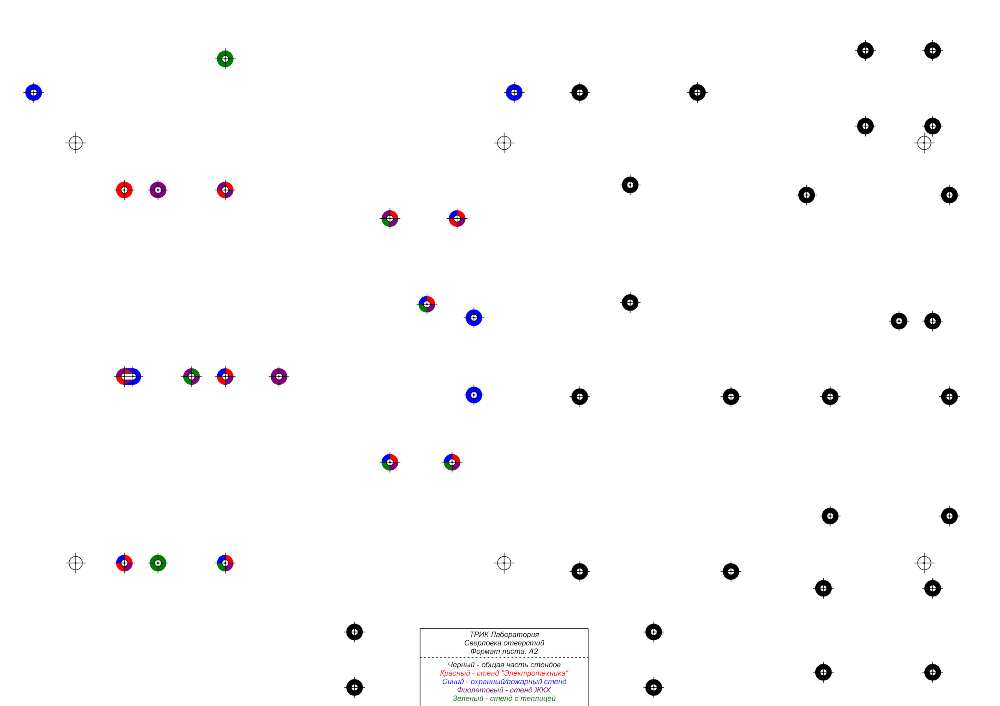 ТРИК Лаборатория
Сверловка отверстий
Формат листа: А2
Черный - общая часть стендов
Красный - стенд "Электротехника"
Синий - охранный/пожарный стенд
Фиолетовый - стенд ЖКХ
Зеленый - стенд с теплицей